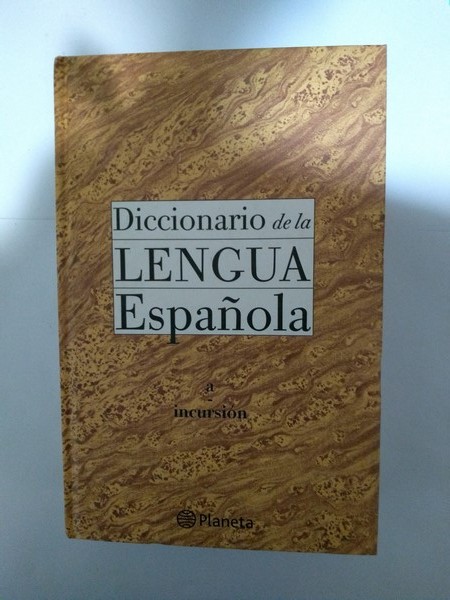 Diccionario de la
LENGUA
Española
a
-
incursión
Planeta